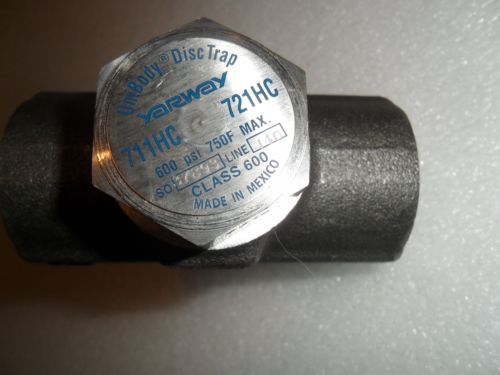 UniBody® Disc Trap
YARWAY
711HC 721HC
600 psi 750F MAX.
SO LINE
CLASS 600
MADE IN MEXICO